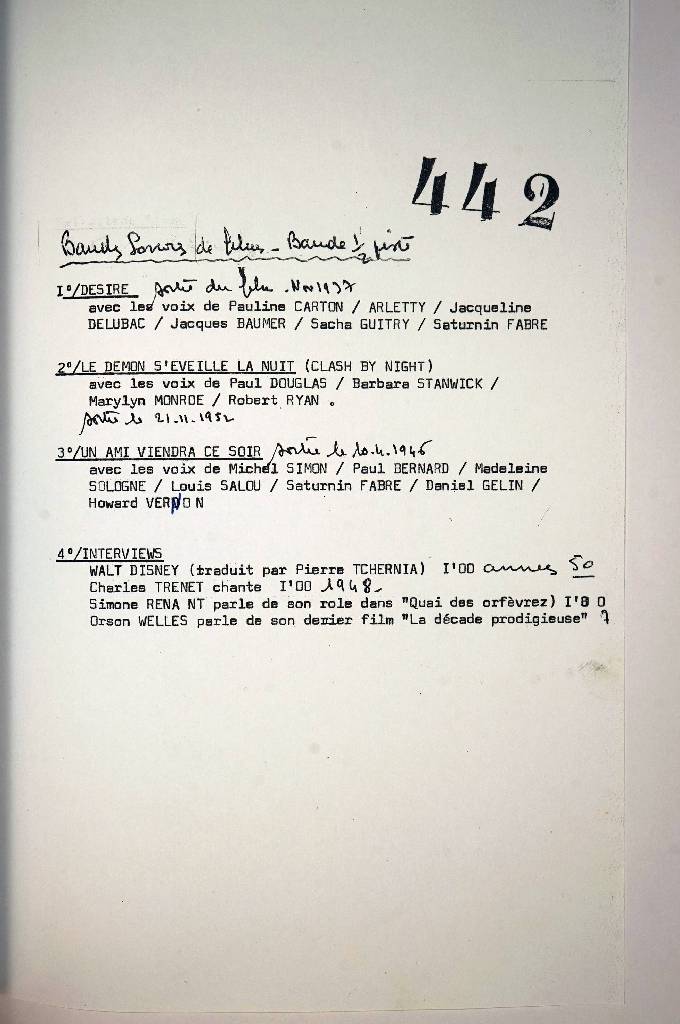 442
Bandes Sonores de films - Bande 1/2 piste
I°/DESIRE sortie du film . Nov 1937
avec les voix de Pauline CARTON / ARLETTY / Jacqueline
DELUBAC / Jacques BAUMER / Sacha GUITRY / Saturnin FABRE
2°/LE DEMON S'EVEILLE LA NUIT (CLASH BY NIGHT)
avec les voix de Paul DOUGLAS / Barbara STANWICK /
Marylyn MONROE / Robert RYAN .
sortie le 21.11.1952
3°/UN AMI VIENDRA CE SOIR sortie le 10.4.1946
avec les voix de Michel SIMON / Paul BERNARD / Madeleine
SOLOGNE / Louis SALOU / Saturnin FABRE / Daniel GELIN /
Howard VERNON
4°/INTERVIEWS
WALT DISNEY (traduit par Pierre TCHERNIA) I'00 annees 50
Charles TRENET chante I'00 1948-
Simone RENA NT parle de son role dans "Quai des orfèvrez) I'8 0
Orson WELLES parle de son denier film "La décade prodigieuse" ?